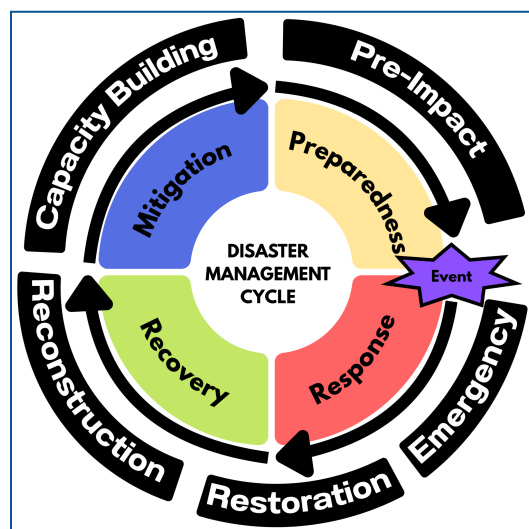 Capacity Building
Pre-Impact
Mitigation
Preparedness
DISASTER
MANAGEMENT
CYCLE
Event
Recovery
Response
Reconstruction
Restoration
Emergency